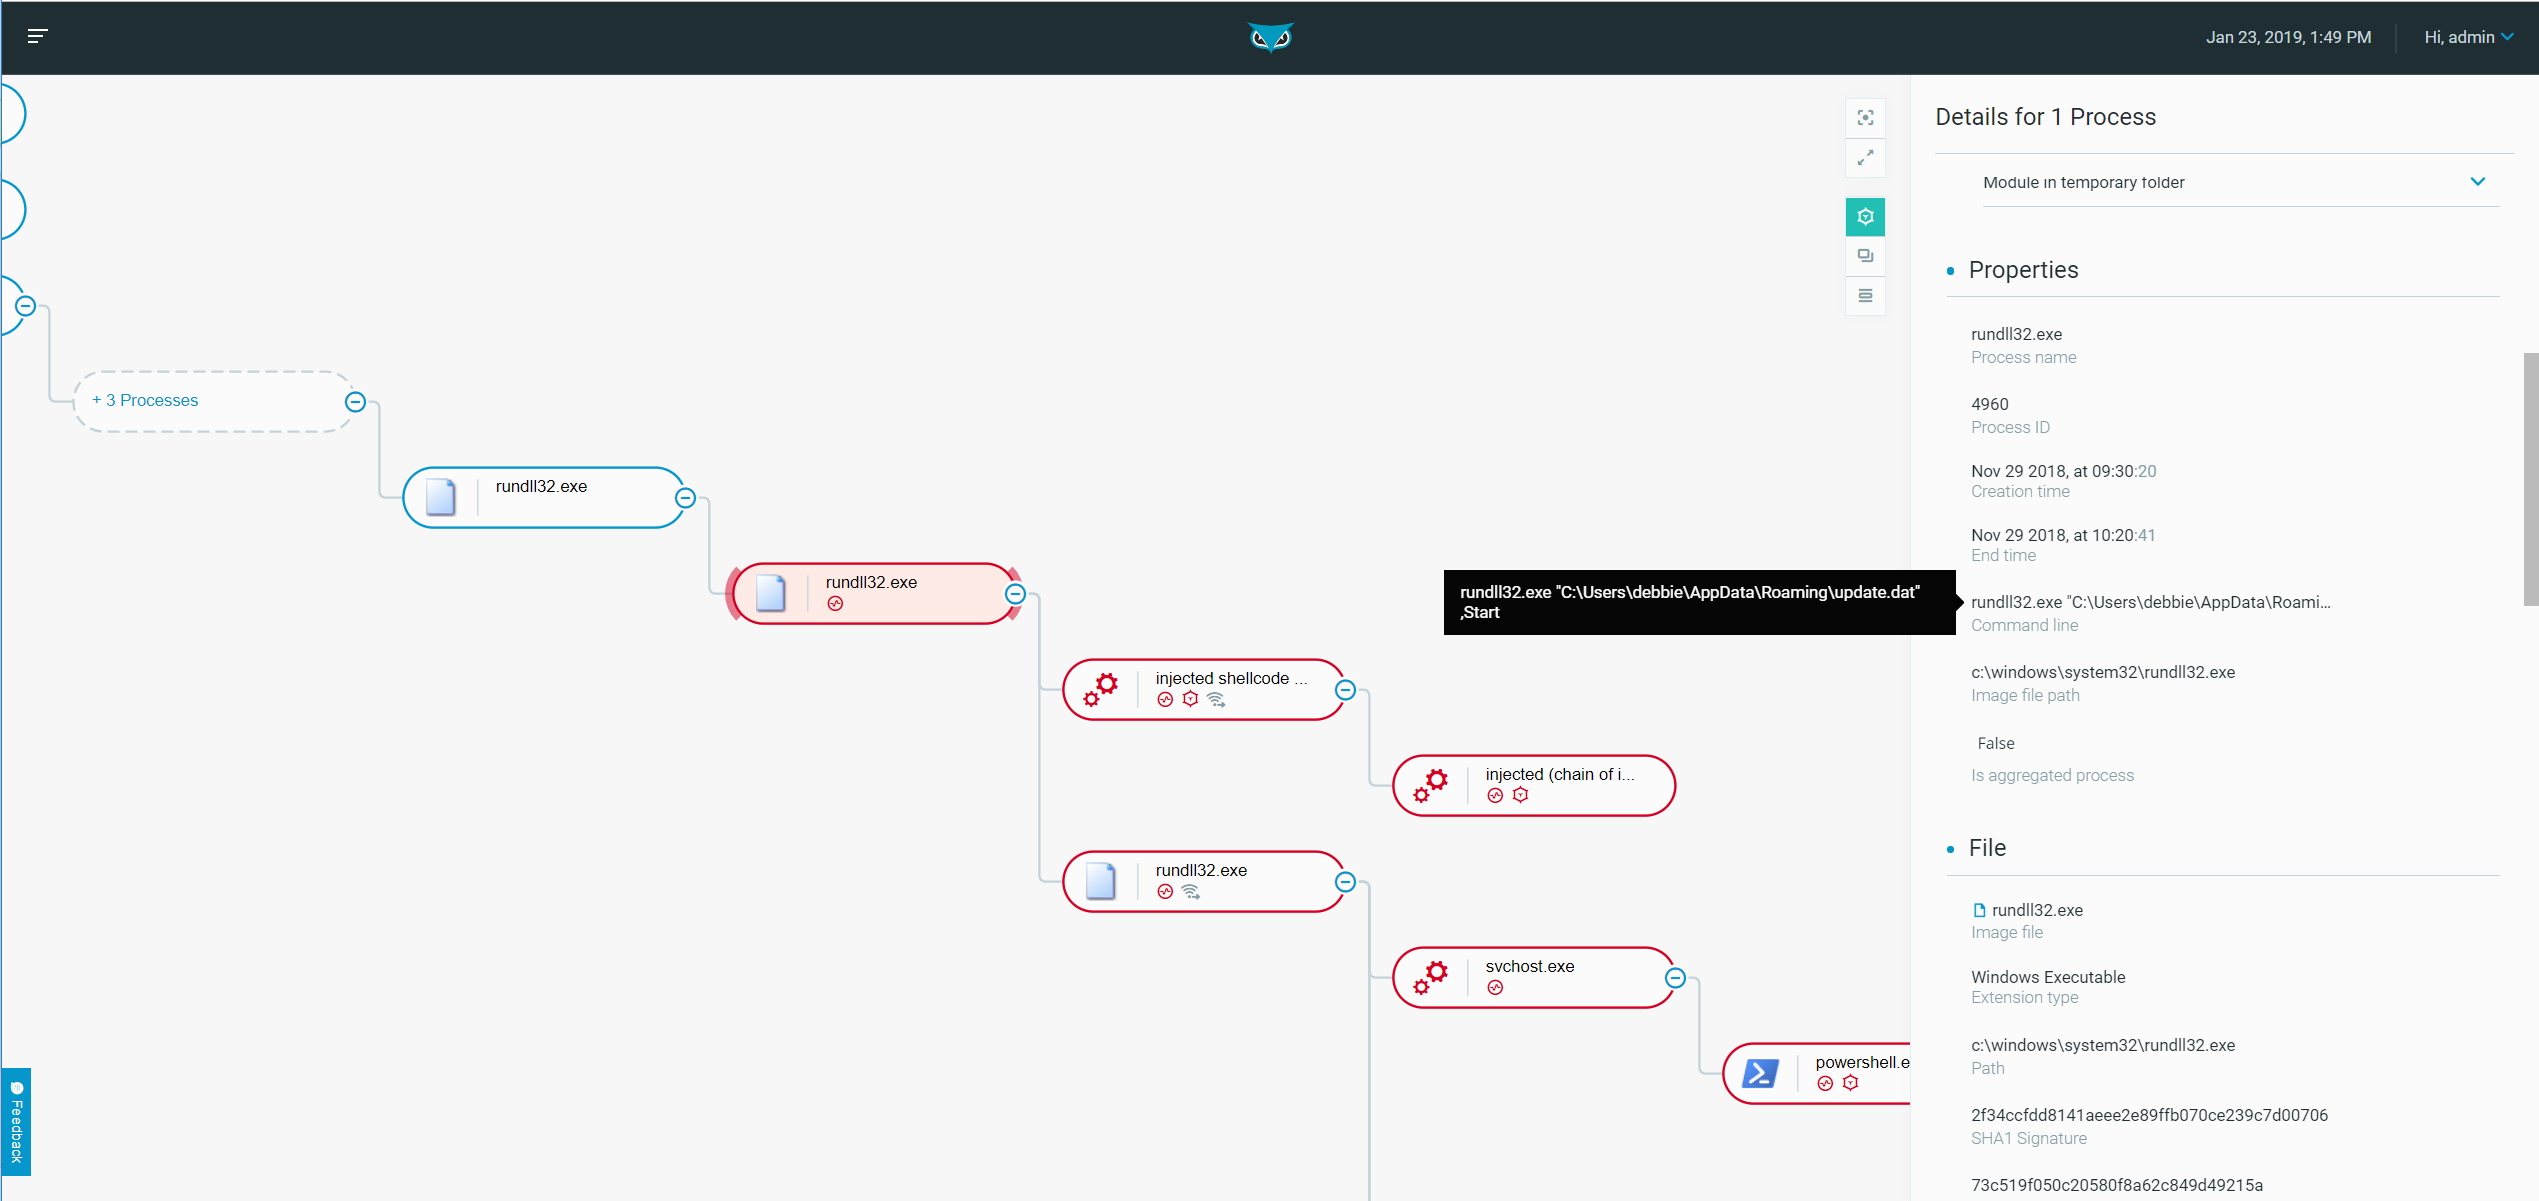 Jan 23, 2019, 1:49 PM
Hi, admin
Details for 1 Process
Module in temporary folder
Properties
rundll32.exe
Process name
4960
Process ID
Nov 29 2018, at 09:30:20
Creation time
Nov 29 2018, at 10:20:41
End time
rundll32.exe "C:\Users\debbie\AppData\Roami...
Command line
c:\windows\system32\rundll32.exe
Image file path
False
Is aggregated process
File
rundll32.exe
Image file
Windows Executable
Extension type
c:\windows\system32\rundll32.exe
Path
2f34ccfdd8141aeee2e89ffb070ce239c7d00706
SHA1 Signature
73c519f050c20580f8a62c849d49215a
+ 3 Processes
rundll32.exe
rundll32.exe
rundll32.exe "C:\Users\debbie\AppData\Roaming\update.dat"
,Start
injected shellcode ...
injected (chain of i...
rundll32.exe
svchost.exe
powershell.e
Feedback